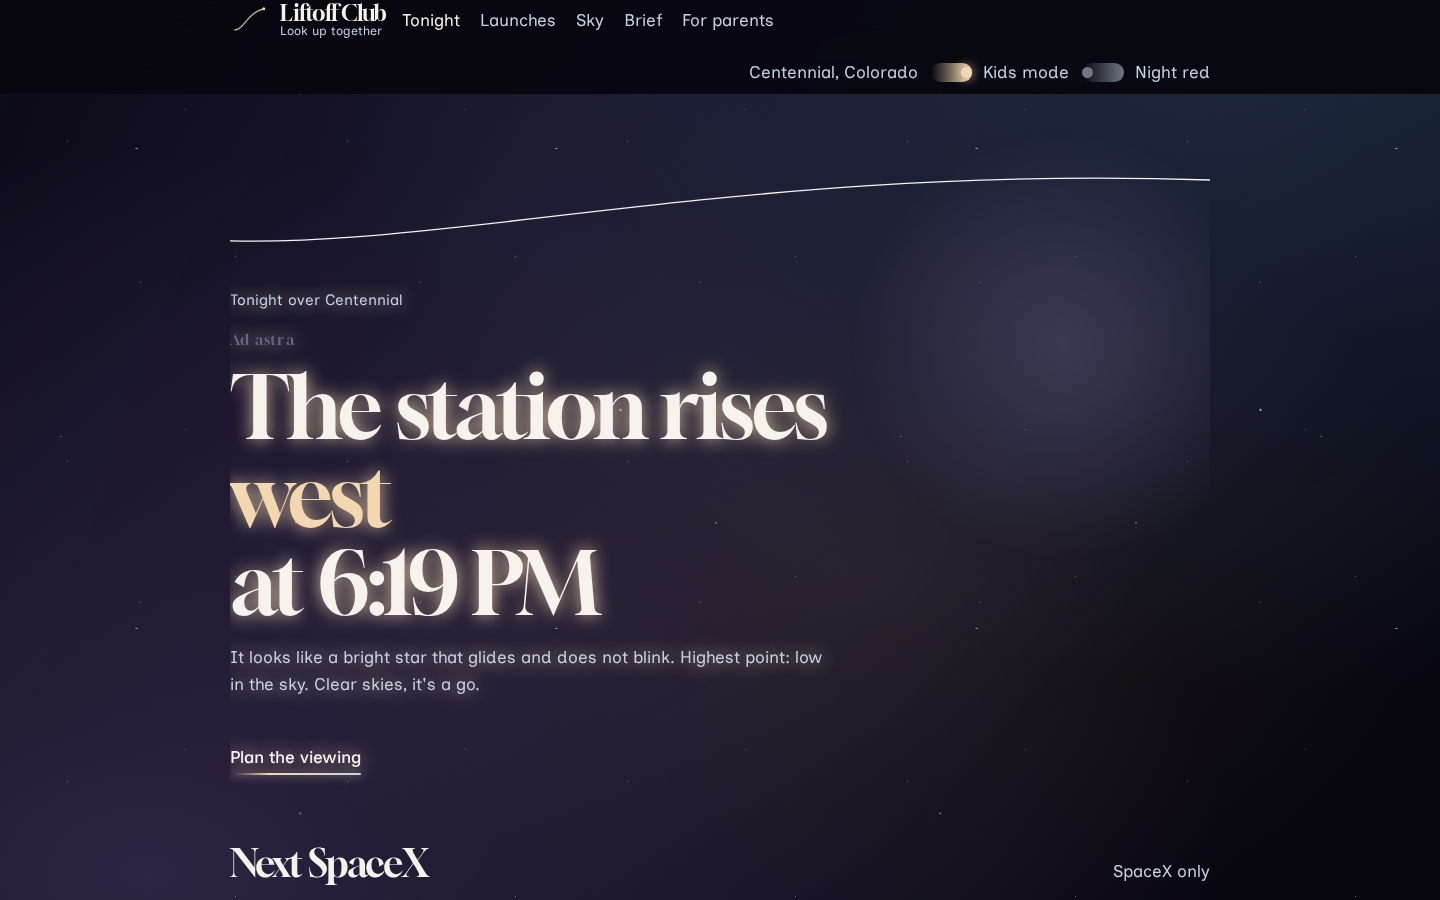 Liftoff Club
Look up together
Tonight
Launches
Sky
Brief
For parents
Centennial, Colorado
Kids mode
Night red
Tonight over Centennial
Ad astra
The station rises
west
at 6:19 PM
It looks like a bright star that glides and does not blink. Highest point: low
in the sky. Clear skies, it's a go.
Plan the viewing
Next SpaceX
SpaceX only